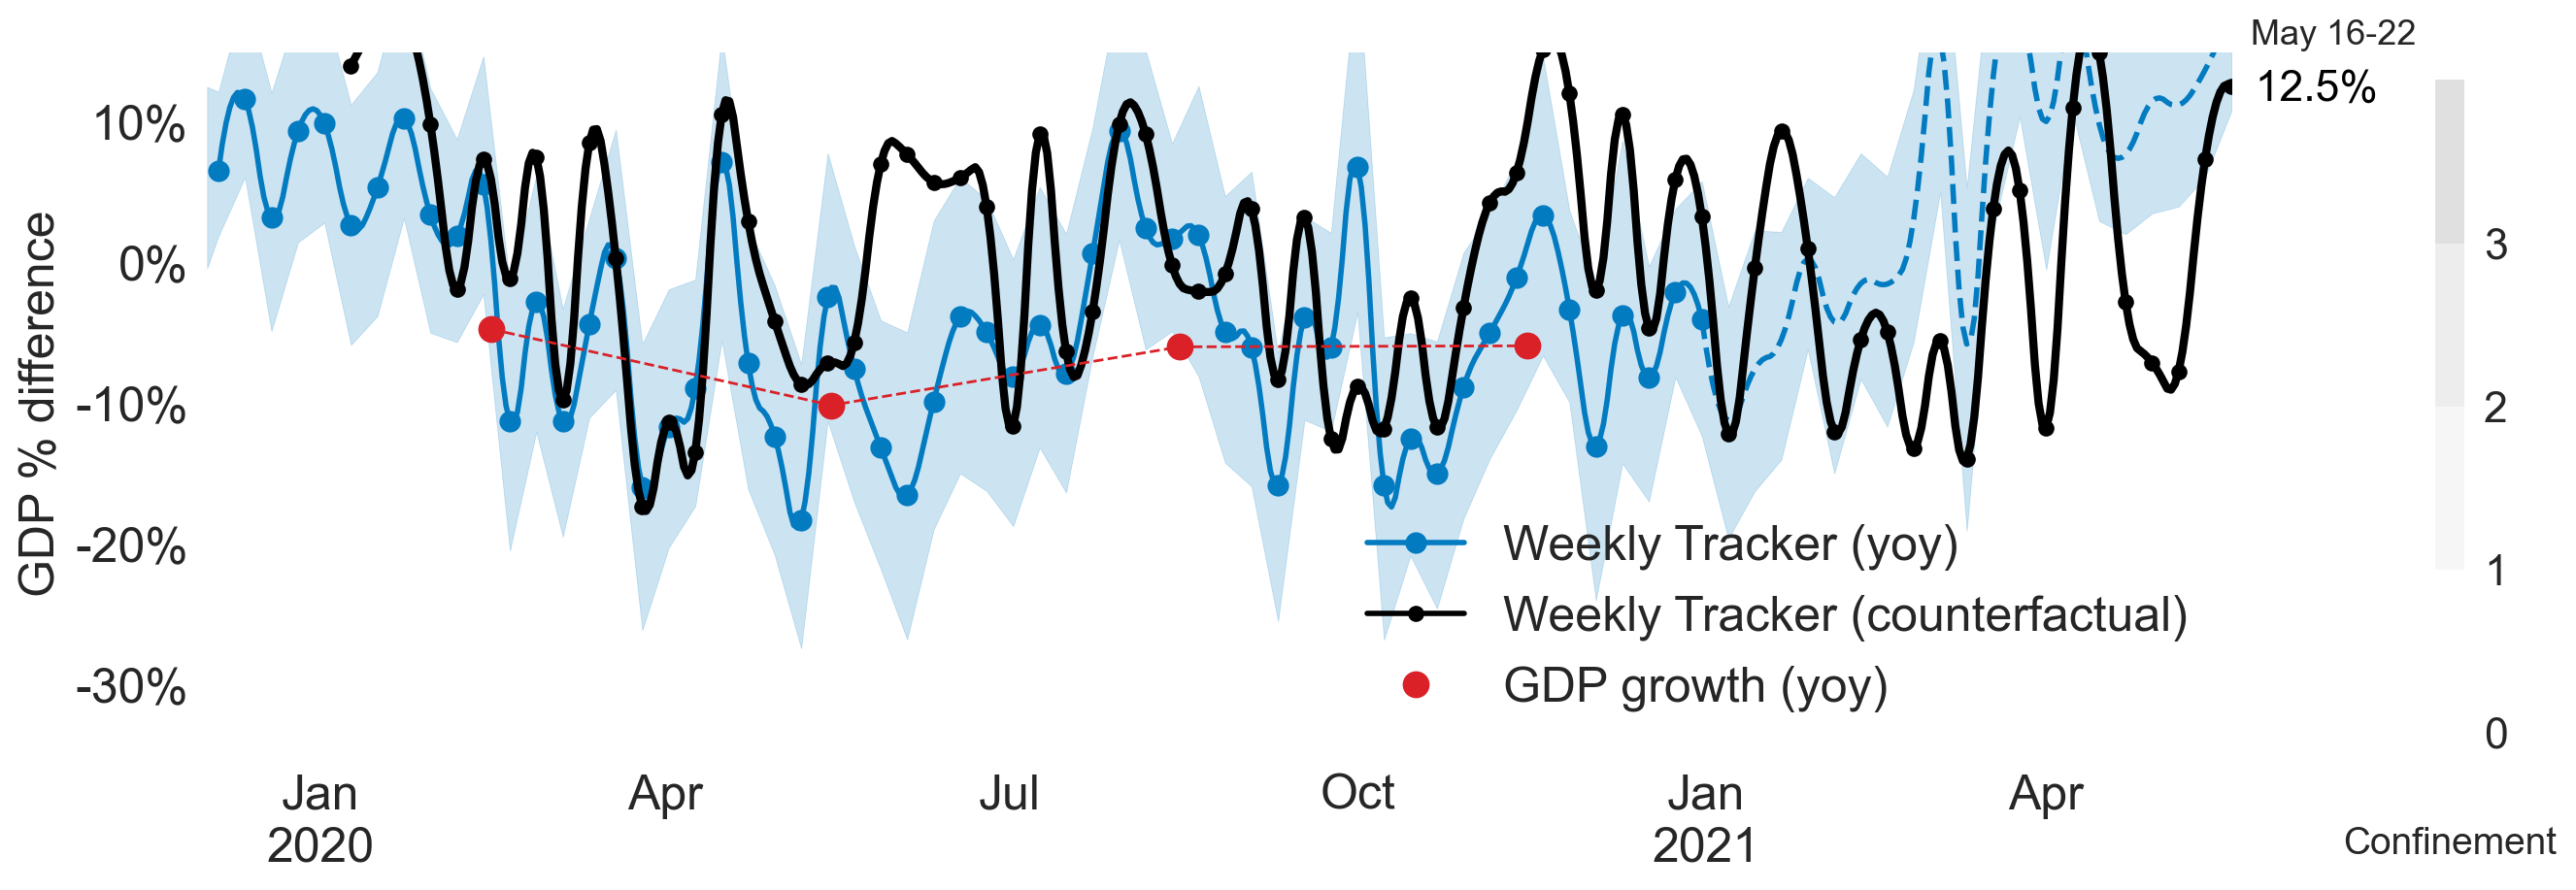 May 16-22
12.5%
GDP % difference
10%
0%
-10%
-20%
-30%
Weekly Tracker (yoy)
Weekly Tracker (counterfactual)
GDP growth (yoy)
3
2
1
0
Jan
2020
Apr
Jul
Oct
Jan
2021
Apr
Confinement